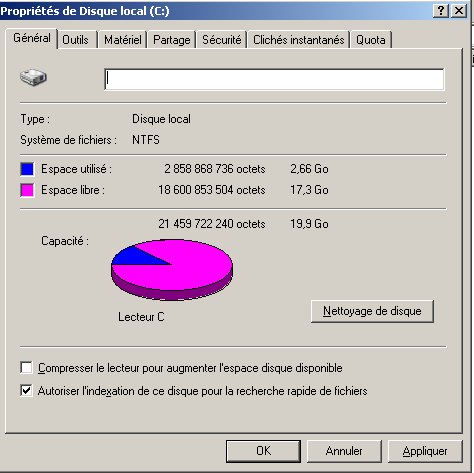 Propriétés de Disque local (C:)
Général Outils Matériel Partage Sécurité Clichés instantanés Quota
Type : Disque local
Système de fichiers : NTFS
Espace utilisé : 2 858 868 736 octets 2,66 Go
Espace libre : 18 600 853 504 octets 17,3 Go
21 459 722 240 octets 19,9 Go
Capacité :
Lecteur C
Nettoyage de disque
Compresser le lecteur pour augmenter l'espace disque disponible
Autoriser l'indexation de ce disque pour la recherche rapide de fichiers
OK Annuler Appliquer